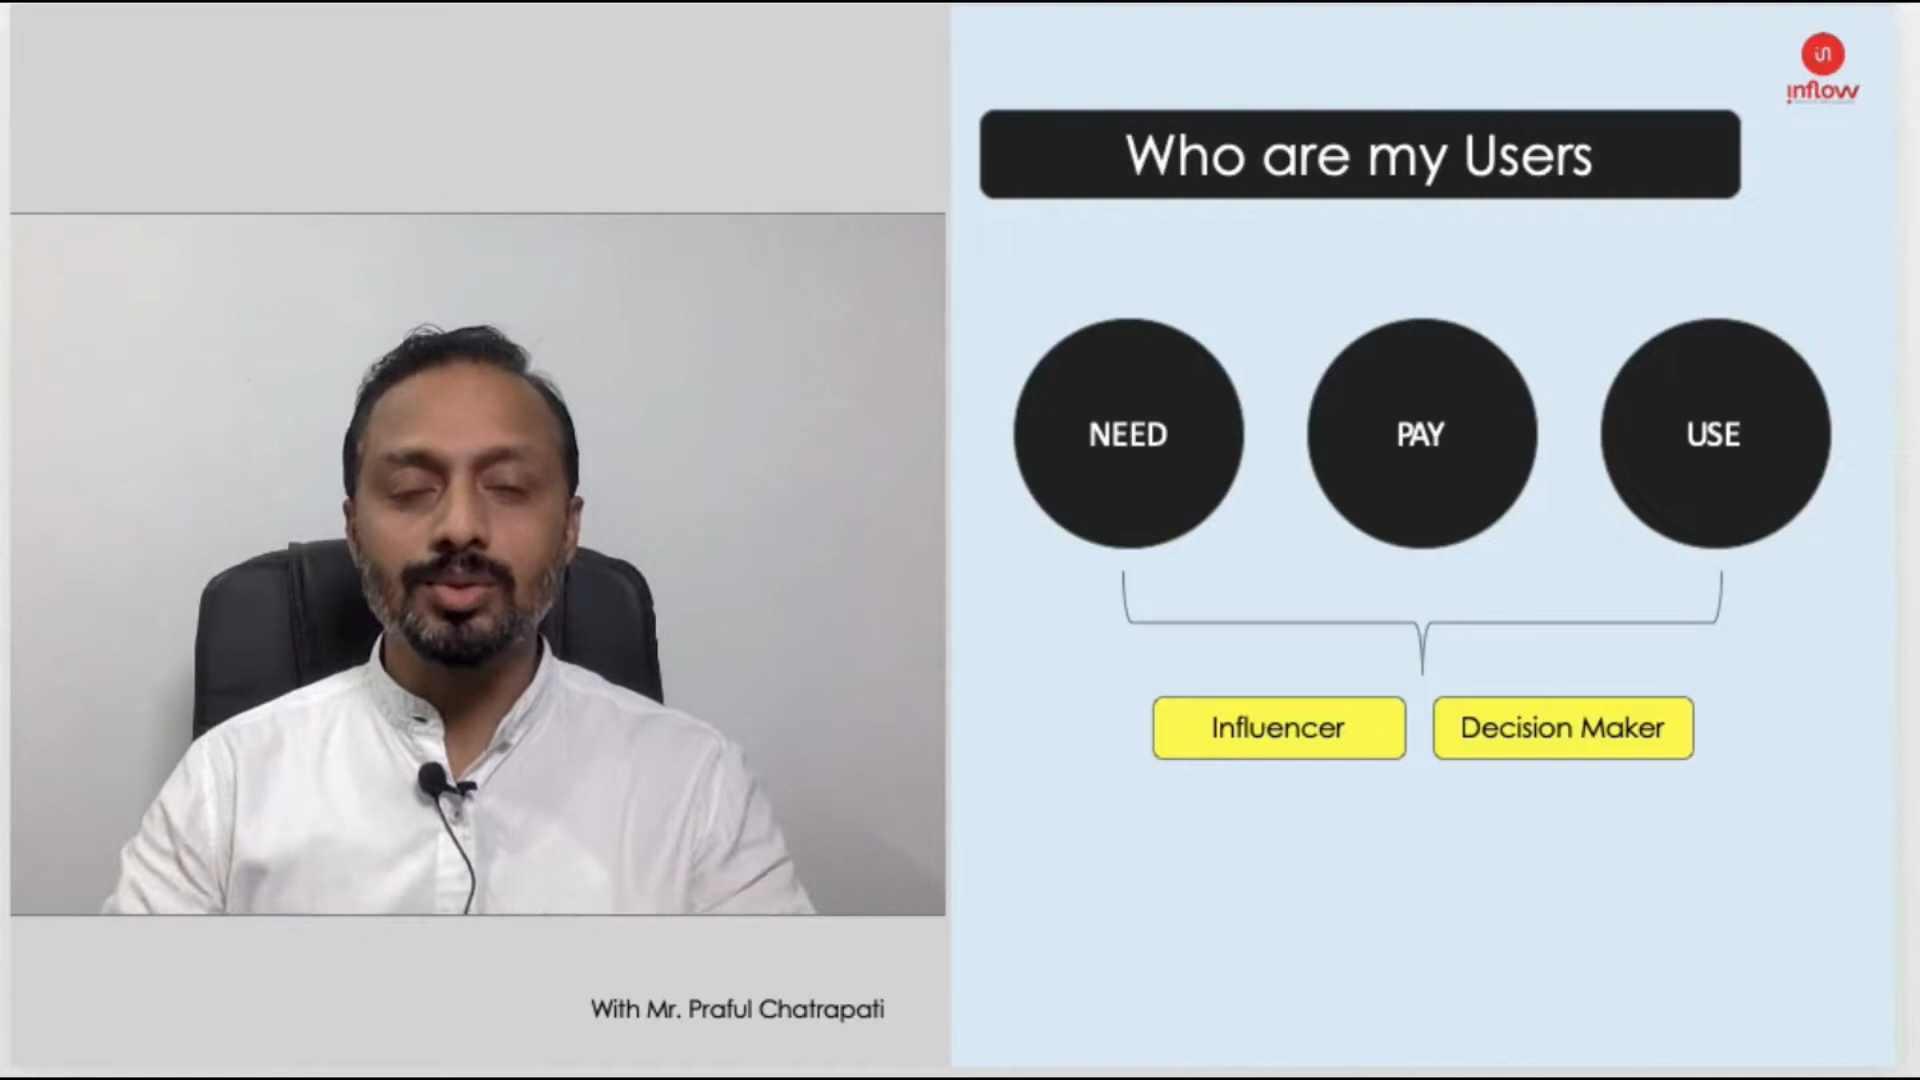 inflow
Who are my Users
NEED
PAY
USE
Influencer
Decision Maker
With Mr. Praful Chatrapati